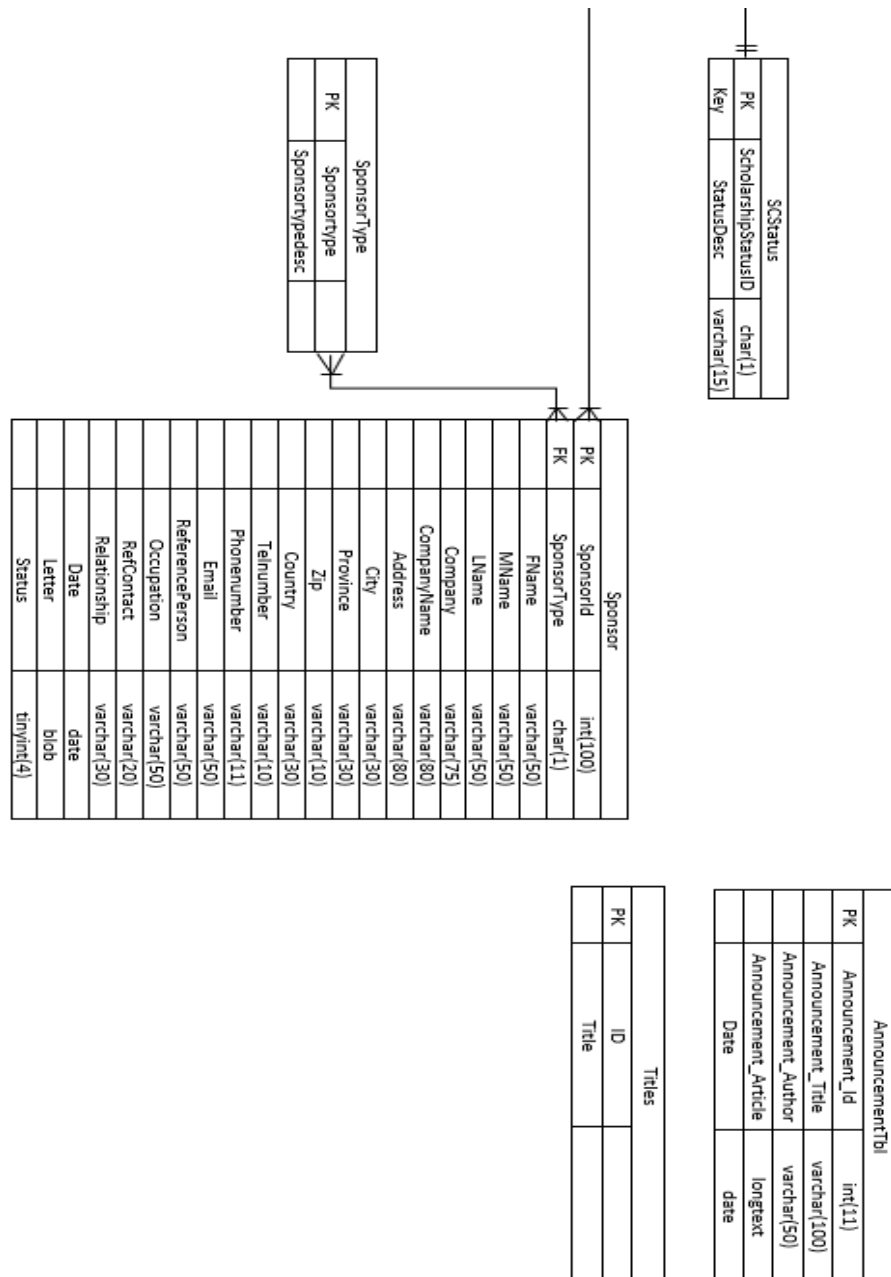 SCStatus
PK ScholarshipStatusID char(1)
Key StatusDesc varchar(15)
SponsorType
PK Sponsortype
Sponsortypedesc
Sponsor
PK SponsorId int(100)
FK SponsorType char(1)
FName varchar(50)
MName varchar(50)
LName varchar(50)
Company varchar(75)
CompanyName varchar(80)
Address varchar(80)
City varchar(30)
Province varchar(30)
Zip varchar(10)
Country varchar(30)
Telnumber varchar(10)
Phonenumber varchar(11)
Email varchar(50)
ReferencePerson varchar(50)
Occupation varchar(50)
RefContact varchar(20)
Relationship varchar(30)
Date date
Letter blob
Status tinyint(4)
AnnouncementTbl
PK Announcement_Id int(11)
Announcement_Title varchar(100)
Announcement_Author varchar(50)
Announcement_Article longtext
Date date
Titles
PK ID
Title